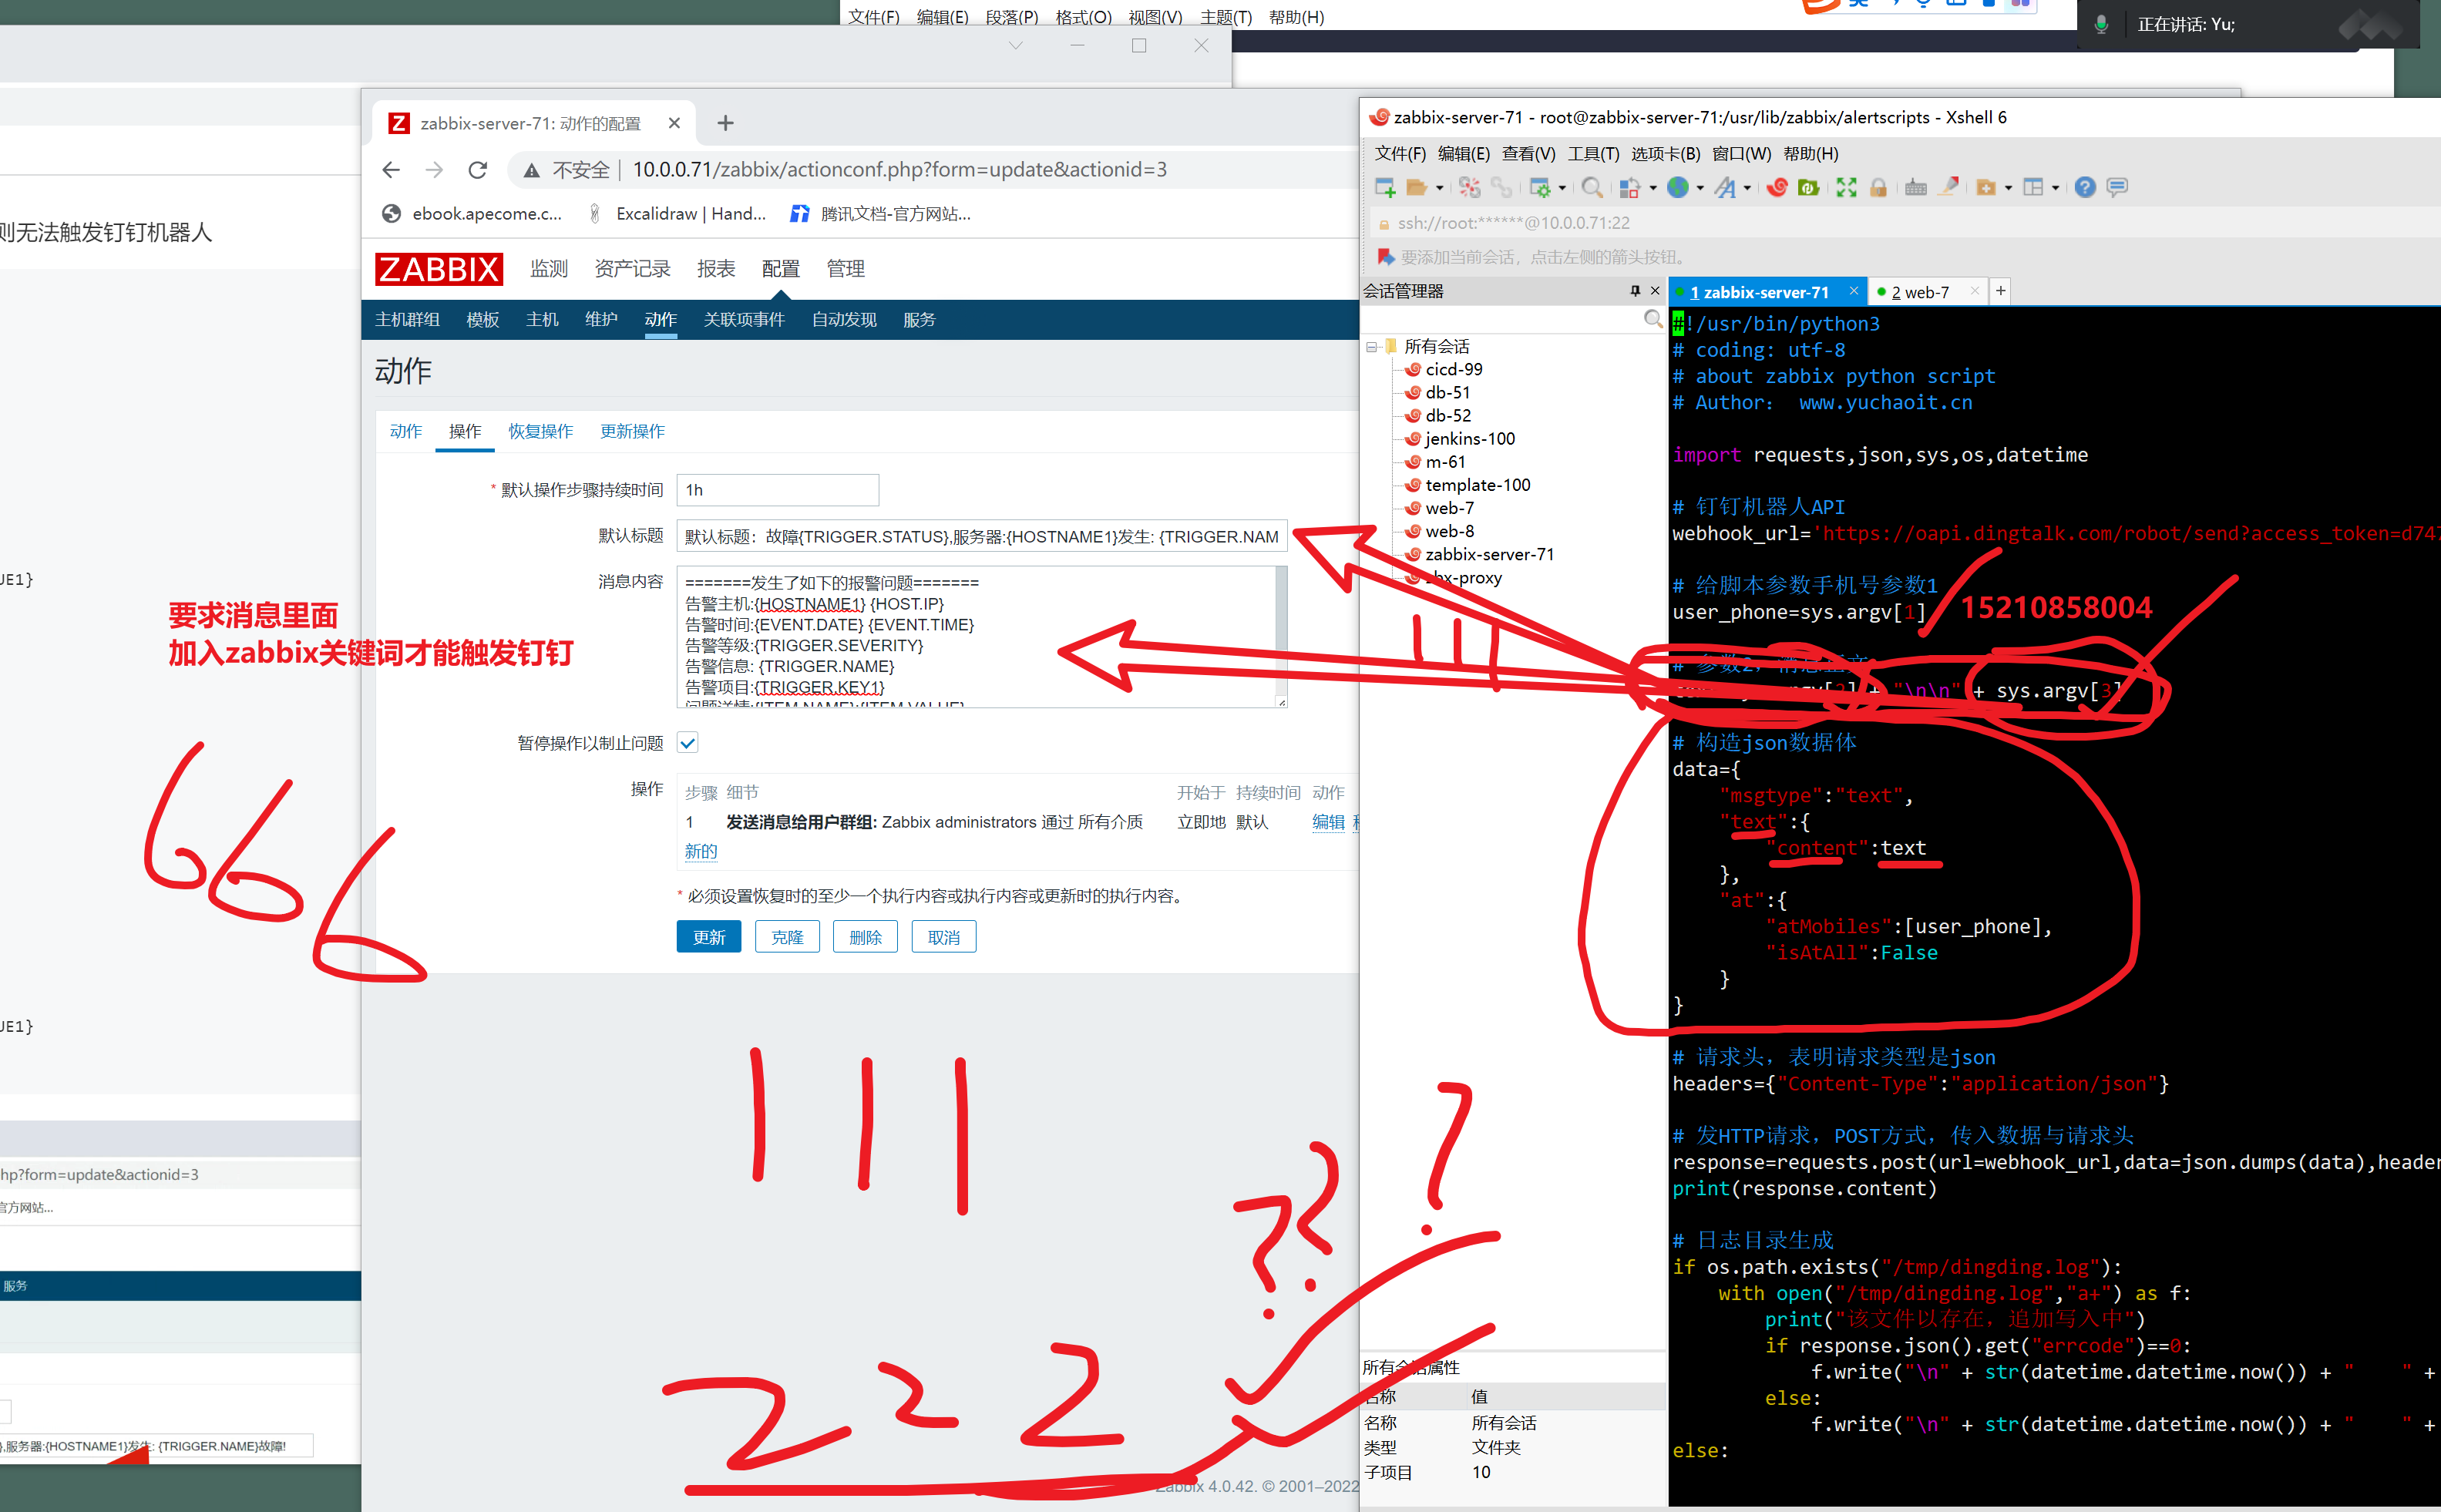 文件(F) 编辑(E) 段落(P) 格式(O) 视图(V) 主题(T) 帮助(H)
正在讲话: Yu;
则无法触发钉钉机器人
JE1}
要求消息里面
加入zabbix关键词才能触发钉钉
JE1}
hp?form=update&actionid=3
官方网站...
服务
},服务器:{HOSTNAME1}发生: {TRIGGER.NAME}故障!
666
zabbix-server-71: 动作的配置
不安全 | 10.0.0.71/zabbix/actionconf.php?form=update&actionid=3
ebook.apecome.c... Excalidraw | Hand... 腾讯文档-官方网站...
ZABBIX 监测 资产记录 报表 配置 管理
主机群组 模板 主机 维护 动作 关联项事件 自动发现 服务
动作
动作 操作 恢复操作 更新操作
* 默认操作步骤持续时间 1h
默认标题 默认标题：故障{TRIGGER.STATUS},服务器:{HOSTNAME1}发生: {TRIGGER.NAM
消息内容 =======发生了如下的报警问题=======
告警主机:{HOSTNAME1} {HOST.IP}
告警时间:{EVENT.DATE} {EVENT.TIME}
告警等级:{TRIGGER.SEVERITY}
告警信息: {TRIGGER.NAME}
告警项目:{TRIGGER.KEY1}
问题详情:{ITEM.NAME}:{ITEM.VALUE}
暂停操作以制止问题
操作 步骤 细节 开始于 持续时间 动作
1 发送消息给用户群组: Zabbix administrators 通过 所有介质 立即地 默认 编辑
新的
* 必须设置恢复时的至少一个执行内容或执行内容或更新时的执行内容。
更新 克隆 删除 取消
111
222
???
Zabbix 4.0.42. © 2001–2022
zabbix-server-71 - root@zabbix-server-71:/usr/lib/zabbix/alertscripts - Xshell 6
文件(F) 编辑(E) 查看(V) 工具(T) 选项卡(B) 窗口(W) 帮助(H)
ssh://root:******@10.0.0.71:22
要添加当前会话，点击左侧的箭头按钮。
会话管理器
1 zabbix-server-71 2 web-7
所有会话
cicd-99
db-51
db-52
jenkins-100
m-61
template-100
web-7
web-8
zabbix-server-71
zbx-proxy
111
所有会话属性
名称 值
名称 所有会话
类型 文件夹
子项目 10
#!/usr/bin/python3
# coding: utf-8
# about zabbix python script
# Author： www.yuchaoit.cn
import requests,json,sys,os,datetime
# 钉钉机器人API
webhook_url='https://oapi.dingtalk.com/robot/send?access_token=d747
# 给脚本参数手机号参数1
user_phone=sys.argv[1]
15210858004
# 参数2，消息正文
+ "\n\n" + sys.argv[3]
# 构造json数据体
data={
"msgtype":"text",
"text":{
"content":text
},
"at":{
"atMobiles":[user_phone],
"isAtAll":False
}
}
# 请求头，表明请求类型是json
headers={"Content-Type":"application/json"}
# 发HTTP请求，POST方式，传入数据与请求头
response=requests.post(url=webhook_url,data=json.dumps(data),header
print(response.content)
# 日志目录生成
if os.path.exists("/tmp/dingding.log"):
with open("/tmp/dingding.log","a+") as f:
print("该文件以存在，追加写入中")
if response.json().get("errcode")==0:
f.write("\n" + str(datetime.datetime.now()) + " " +
else:
f.write("\n" + str(datetime.datetime.now()) + " " +
else: